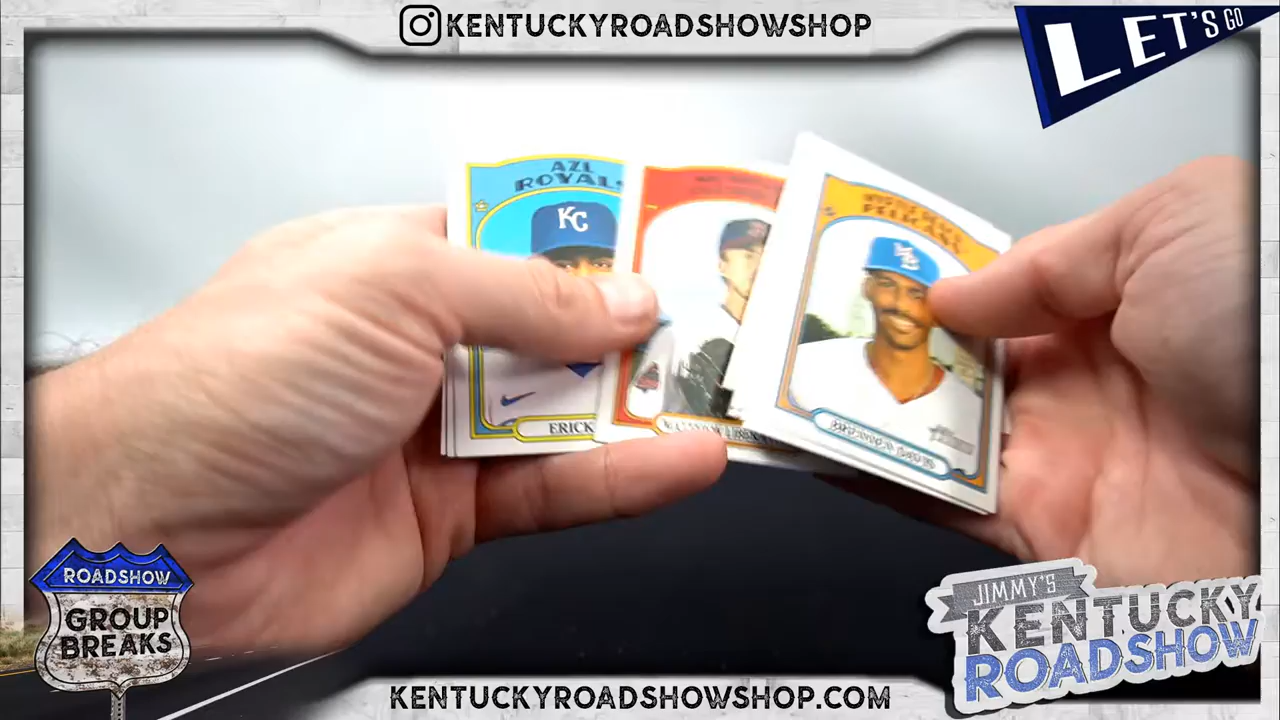 KENTUCKYROADSHOWSHOP
LET'S GO
AZL
ROYALS
KC
PELICANS
ERICK
ROADSHOW
GROUP
BREAKS
JIMMY'S
KENTUCKY
ROADSHOW
KENTUCKYROADSHOWSHOP.COM